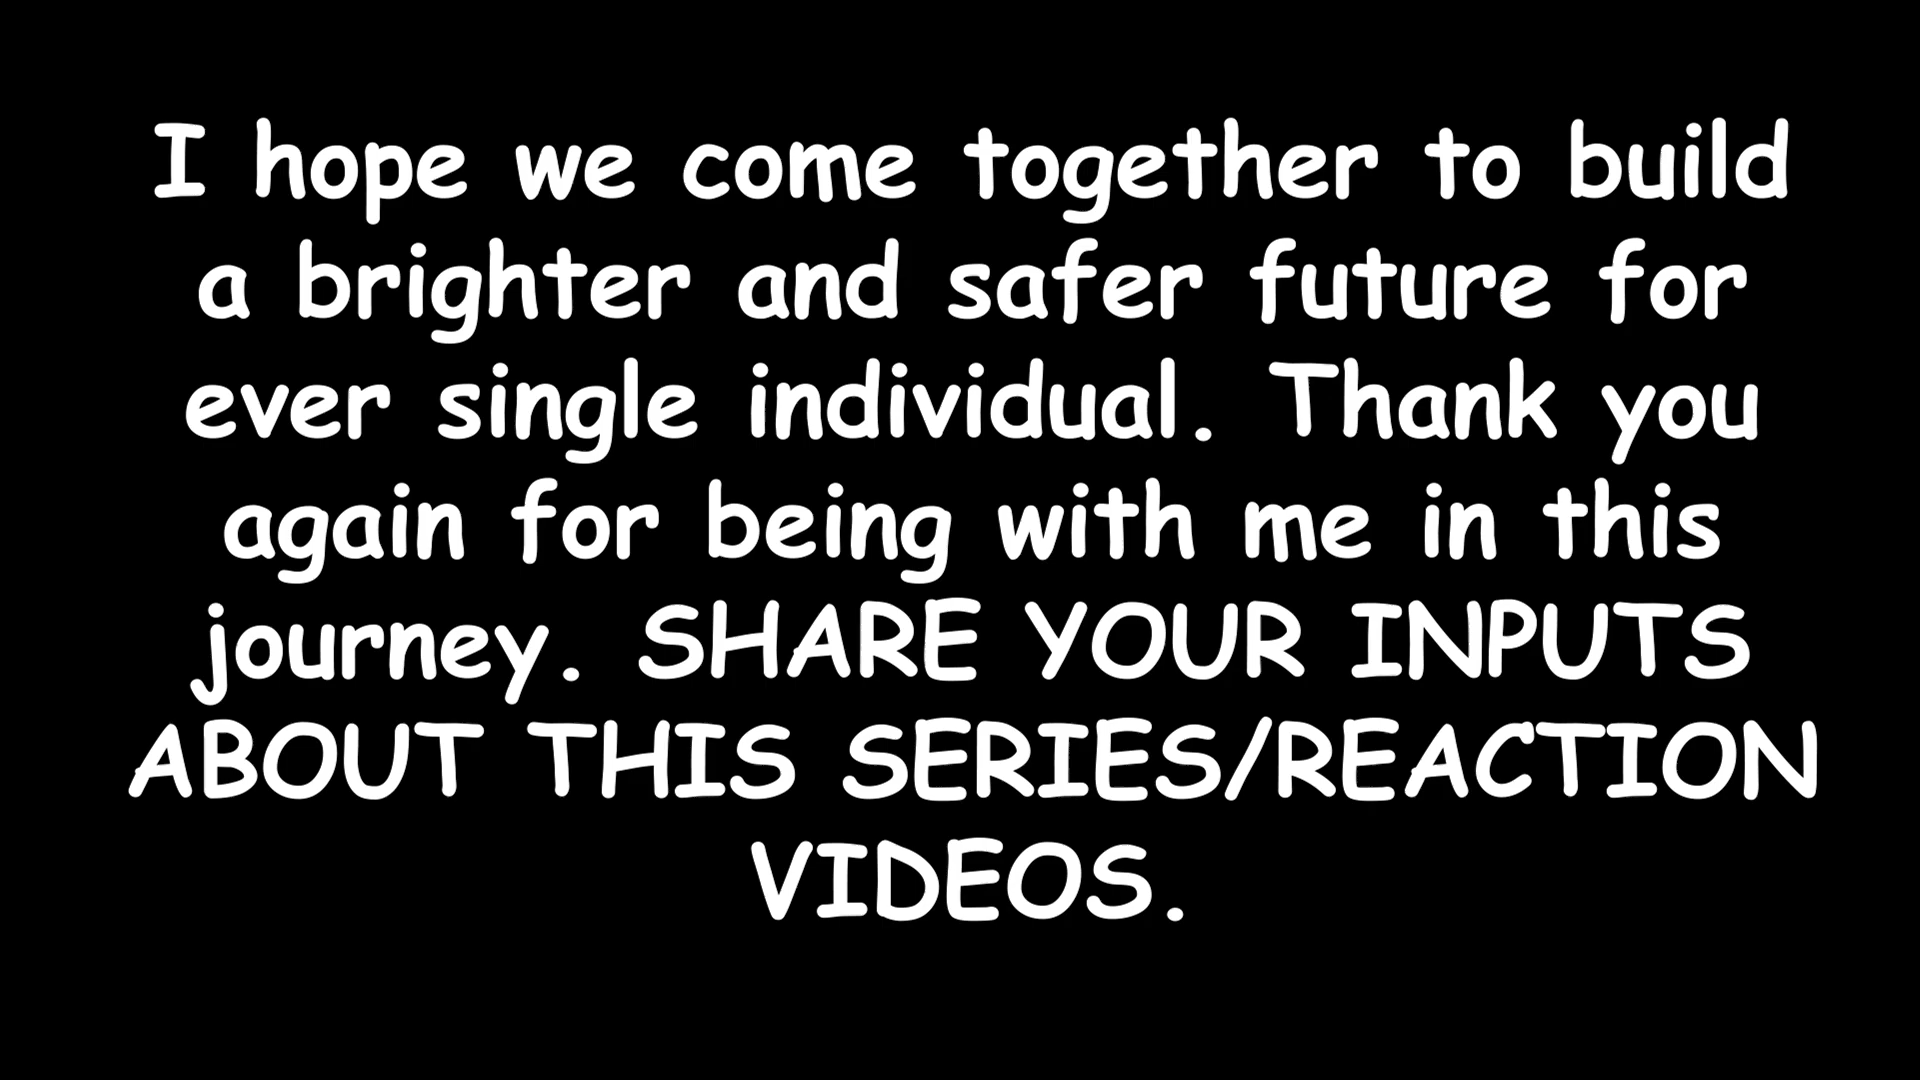 I hope we come together to build
a brighter and safer future for
ever single individual. Thank you
again for being with me in this
journey. SHARE YOUR INPUTS
ABOUT THIS SERIES/REACTION
VIDEOS.